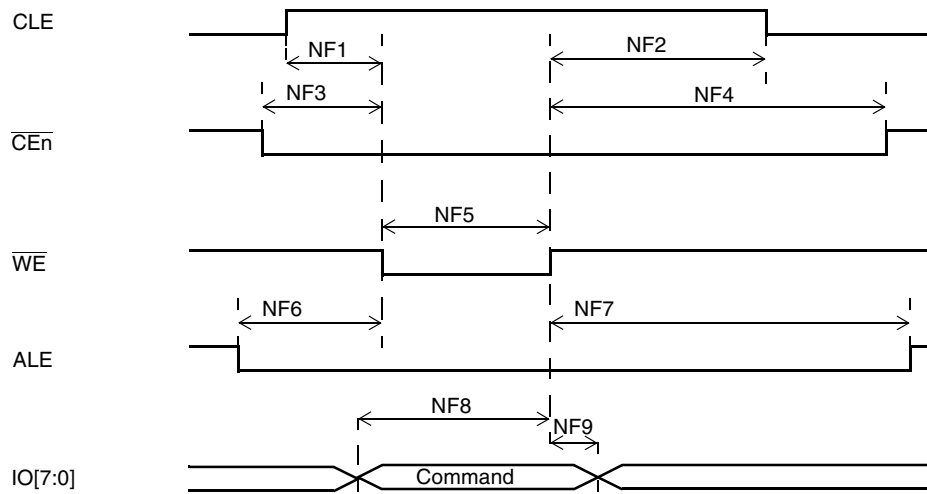 CLE
NF1
NF2
NF3
NF4
CEn
NF5
WE
NF6
NF7
ALE
NF8
NF9
IO[7:0]
Command